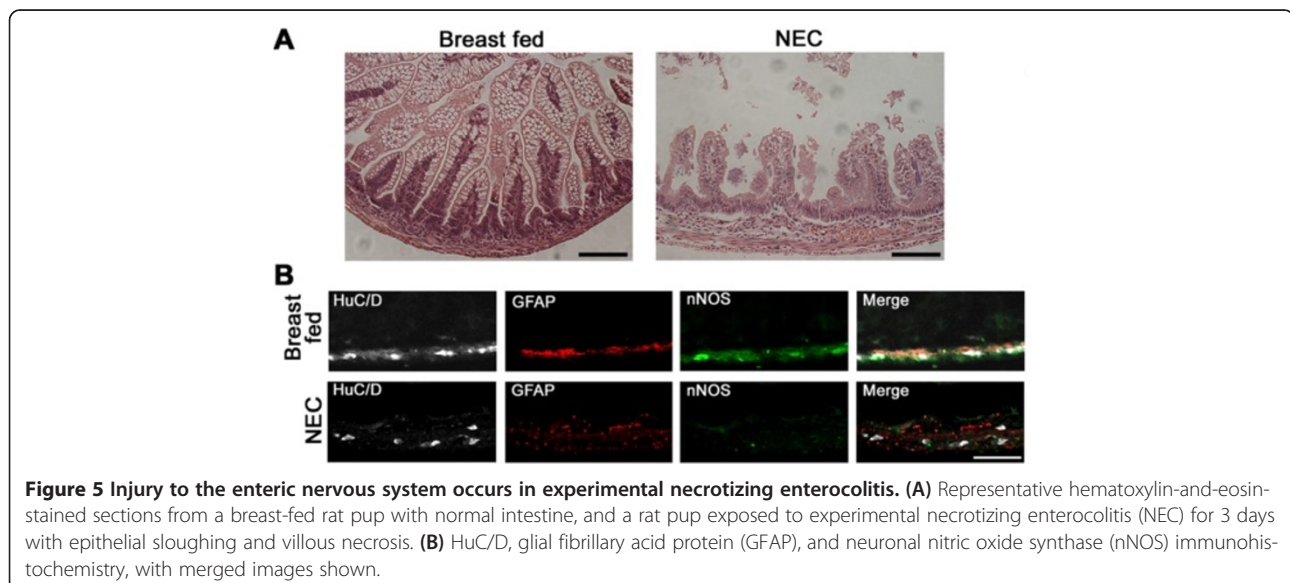 A
Breast fed NEC
B
Breast fed
HuC/D GFAP nNOS Merge
NEC
HuC/D GFAP nNOS Merge
Figure 5 Injury to the enteric nervous system occurs in experimental necrotizing enterocolitis. (A) Representative hematoxylin-and-eosin-
stained sections from a breast-fed rat pup with normal intestine, and a rat pup exposed to experimental necrotizing enterocolitis (NEC) for 3 days
with epithelial sloughing and villous necrosis. (B) HuC/D, glial fibrillary acid protein (GFAP), and neuronal nitric oxide synthase (nNOS) immunohis-
tochemistry, with merged images shown.